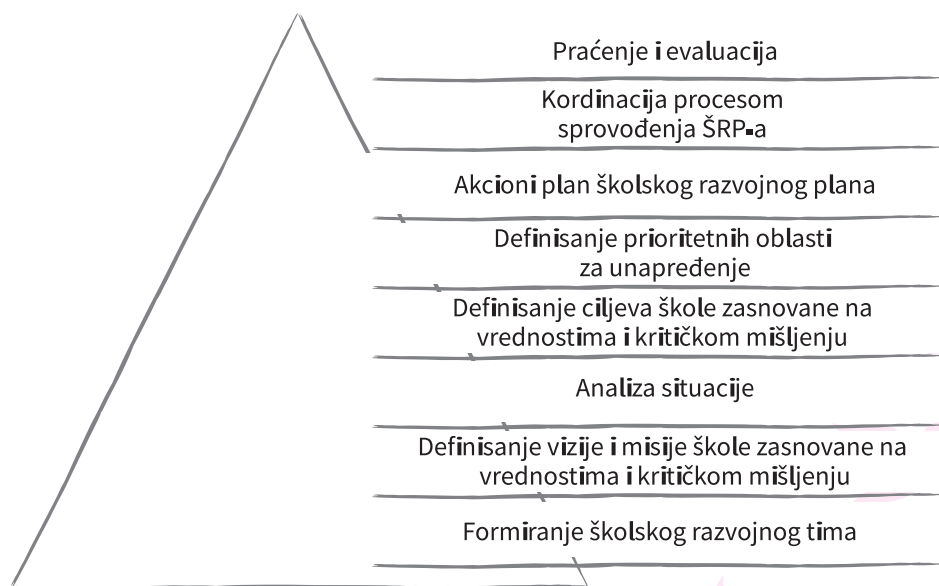 Praćenje i evaluacija
Kordinacija procesom
sprovođenja ŠRP-a
Akcioni plan školskog razvojnog plana
Definisanje prioritetnih oblasti
za unapređenje
Definisanje ciljeva škole zasnovane na
vrednostima i kritičkom mišljenju
Analiza situacije
Definisanje vizije i misije škole zasnovane na
vrednostima i kritičkom mišljenju
Formiranje školskog razvojnog tima